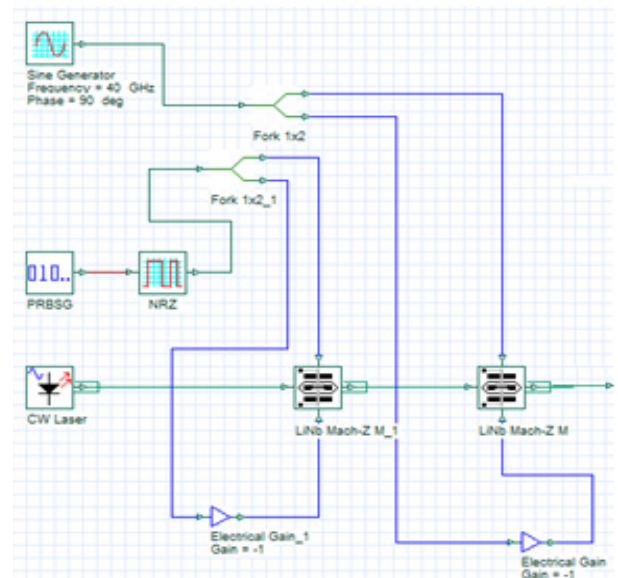 Sine Generator
Frequency = 40 GHz
Phase = 90 deg
Fork 1x2
Fork 1x2_1
010..
PRBSG
NRZ
CW Laser
LiNb Mach-Z M_1
LiNb Mach-Z M
Electrical Gain_1
Gain = -1
Electrical Gain
Gain = -1